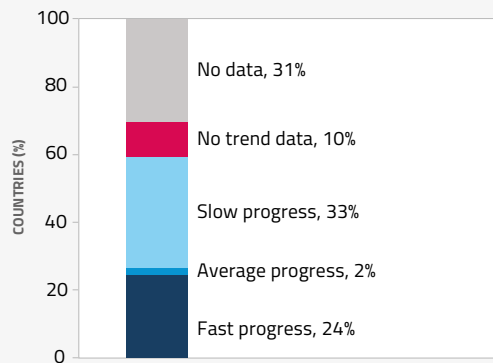 100
80
60
40
20
0
COUNTRIES (%)
No data, 31%
No trend data, 10%
Slow progress, 33%
Average progress, 2%
Fast progress, 24%